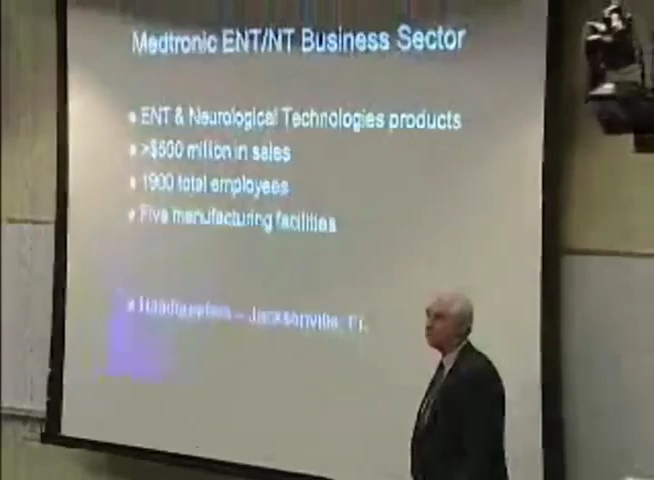 Medtronic ENT/NT Business Sector
ENT & Neurological Technologies products
>$500 million in sales
1900 total employees
Five manufacturing facilities
Headquarters – Jacksonville, FL